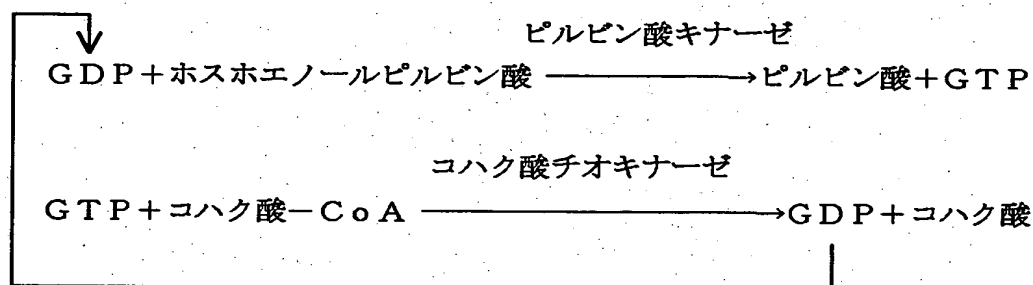 ピルビン酸キナーゼ
GDP+ホスホエノールピルビン酸 ⟶ ピルビン酸+GTP
コハク酸チオキナーゼ
GTP+コハク酸-CoA ⟶ GDP+コハク酸